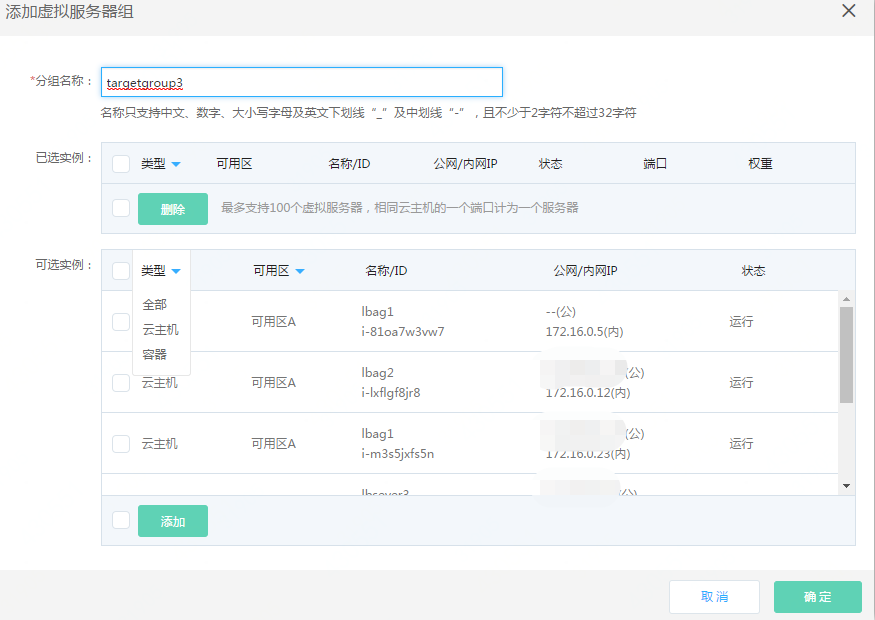 添加虚拟服务器组
*分组名称： targetgroup3
名称只支持中文、数字、大小写字母及英文下划线“_”及中划线“-”，且不少于2字符不超过32字符
已选实例： 类型 可用区 名称/ID 公网/内网IP 状态 端口 权重
删除 最多支持100个虚拟服务器，相同云主机的一个端口计为一个服务器
可选实例： 类型 可用区 名称/ID 公网/内网IP 状态
全部
云主机
容器
可用区A lbag1 --(公) 运行
i-81oa7w3vw7 172.16.0.5(内)
云主机 可用区A lbag2 (公) 运行
i-lxflgf8jr8 172.16.0.12(内)
云主机 可用区A lbag1 (公) 运行
i-m3s5jxfs5n 172.16.0.23(内)
lbsever3 (公)
添加
取消 确定